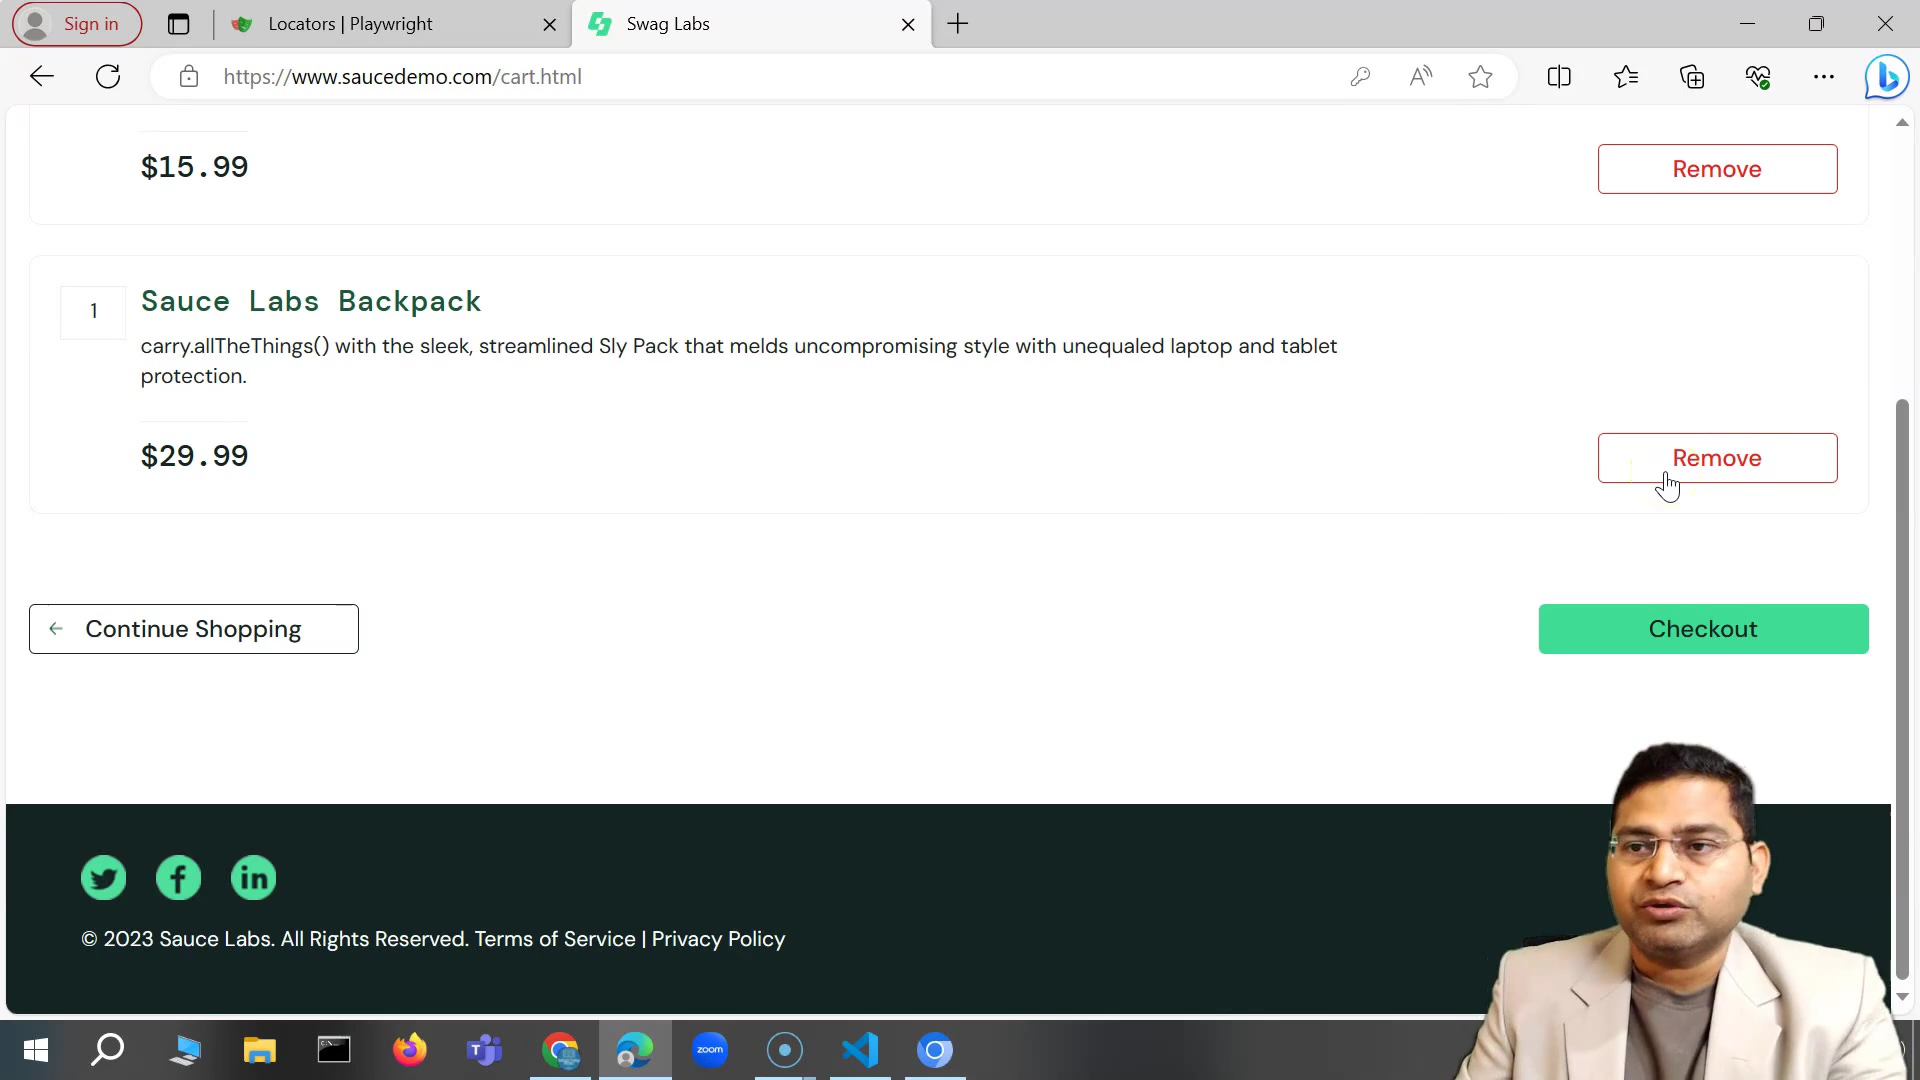 Sign in
Locators | Playwright
Swag Labs
https://www.saucedemo.com/cart.html
$15.99
Remove
1
Sauce Labs Backpack
carry.allTheThings() with the sleek, streamlined Sly Pack that melds uncompromising style with unequaled laptop and tablet
protection.
$29.99
Remove
Continue Shopping
Checkout
© 2023 Sauce Labs. All Rights Reserved. Terms of Service | Privacy Policy
zoom